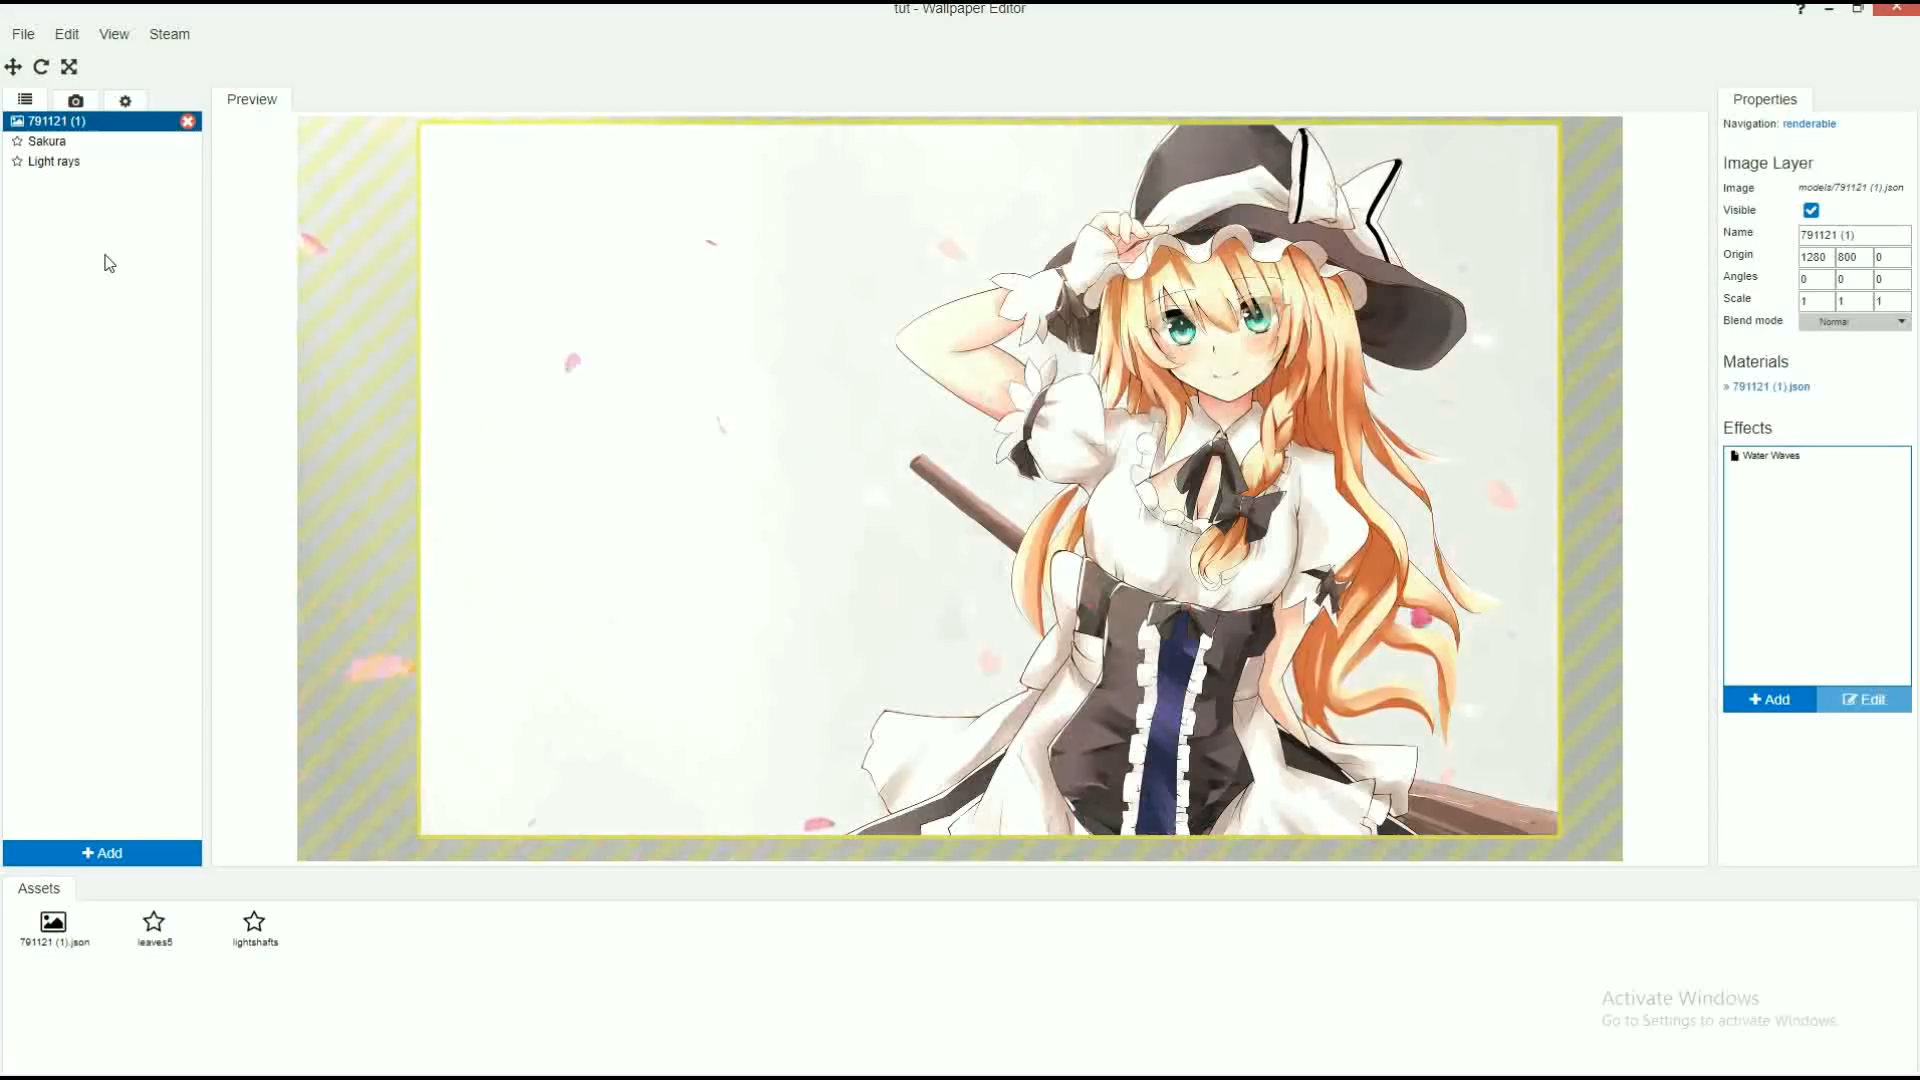 tut - Wallpaper Editor
File Edit View Steam
Preview
Properties
791121 (1)
Sakura
Light rays
+ Add
Navigation: renderable
Image Layer
Image models/791121 (1).json
Visible
Name 791121 (1)
Origin 1280 800 0
Angles 0 0 0
Scale 1 1 1
Blend mode Normal
Materials
» 791121 (1).json
Effects
Water Waves
+ Add Edit
Assets
791121 (1).json leaves5 lightshafts
Activate Windows
Go to Settings to activate Windows.